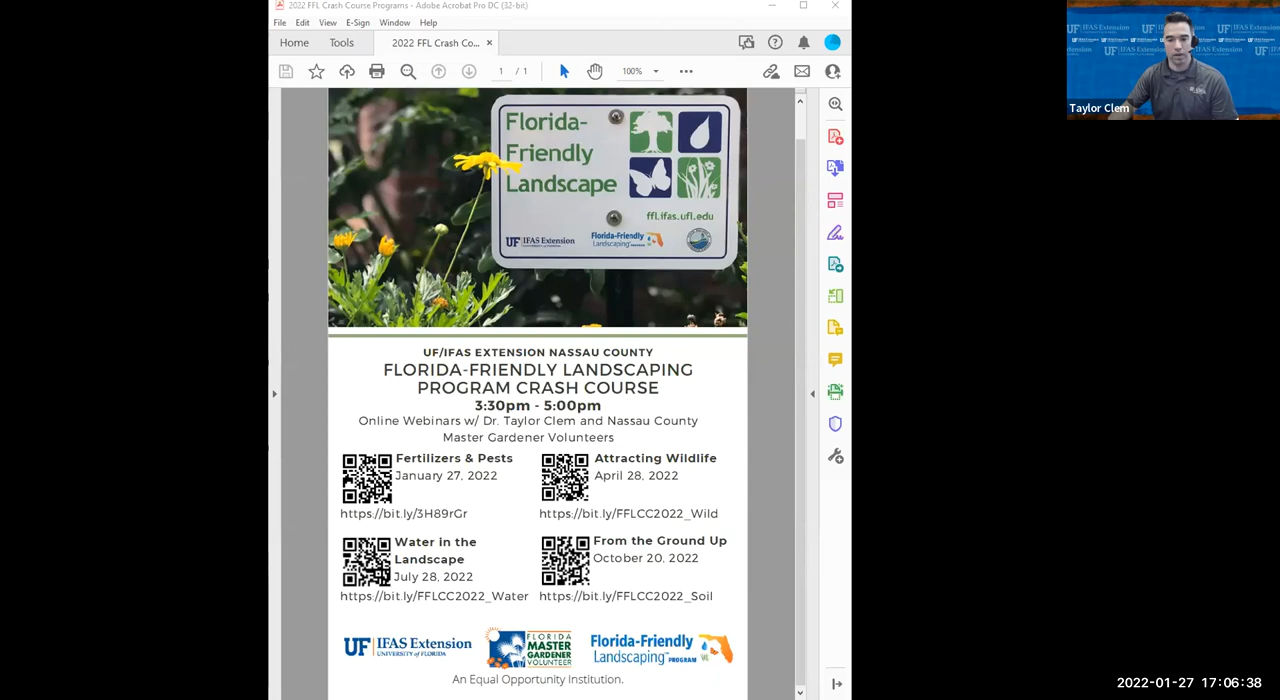 2022 FFL Crash Course Programs - Adobe Acrobat Pro DC (32-bit)
File Edit View E-Sign Window Help
Home Tools 2022 FFL Crash Co... ×
1 / 1 100%
Florida-
Friendly
Landscape
ffl.ifas.ufl.edu
UF IFAS Extension
Florida-Friendly
Landscaping PROGRAM
UF/IFAS EXTENSION NASSAU COUNTY
FLORIDA-FRIENDLY LANDSCAPING
PROGRAM CRASH COURSE
3:30pm - 5:00pm
Online Webinars w/ Dr. Taylor Clem and Nassau County
Master Gardener Volunteers
Fertilizers & Pests
January 27, 2022
https://bit.ly/3H89rGr
Attracting Wildlife
April 28, 2022
https://bit.ly/FFLCC2022_Wild
Water in the
Landscape
July 28, 2022
https://bit.ly/FFLCC2022_Water
From the Ground Up
October 20, 2022
https://bit.ly/FFLCC2022_Soil
UF IFAS Extension
UNIVERSITY of FLORIDA
FLORIDA
MASTER
GARDENER
VOLUNTEER
Florida-Friendly
Landscaping™ PROGRAM
An Equal Opportunity Institution.
UF IFAS Extension
Taylor Clem
2022-01-27 17:06:38